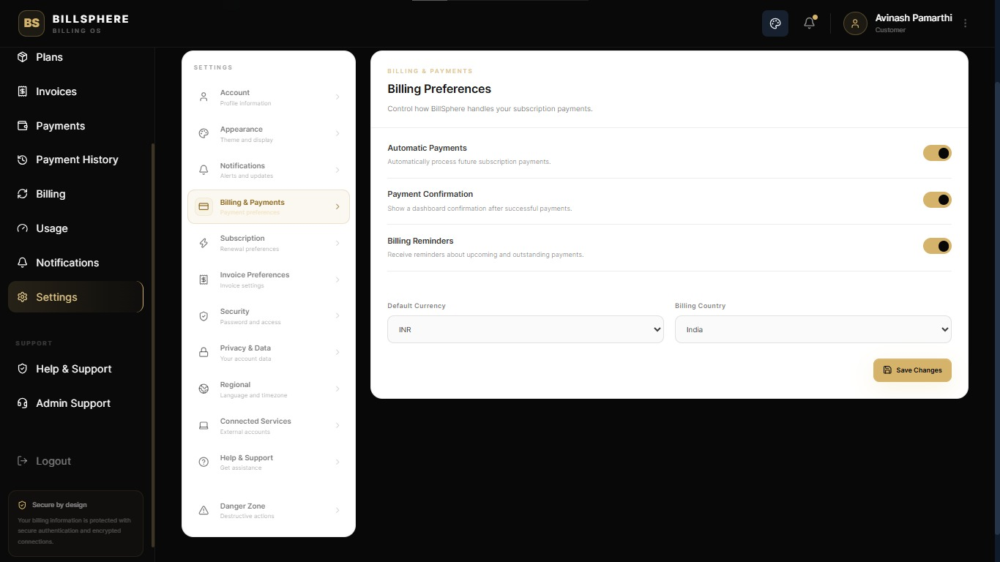 BS
BILLSPHERE
BILLING OS
Avinash Pamarthi
Customer
Plans
Invoices
Payments
Payment History
Billing
Usage
Notifications
Settings
SUPPORT
Help & Support
Admin Support
Logout
Secure by design
Your billing information is protected with
secure authentication and encrypted
connections.
SETTINGS
Account
Profile information
Appearance
Theme and display
Notifications
Alerts and updates
Billing & Payments
Payment preferences
Subscription
Renewal preferences
Invoice Preferences
Invoice settings
Security
Password and access
Privacy & Data
Your account data
Regional
Language and timezone
Connected Services
External accounts
Help & Support
Get assistance
Danger Zone
Destructive actions
BILLING & PAYMENTS
Billing Preferences
Control how BillSphere handles your subscription payments.
Automatic Payments
Automatically process future subscription payments.
Payment Confirmation
Show a dashboard confirmation after successful payments.
Billing Reminders
Receive reminders about upcoming and outstanding payments.
Default Currency
Billing Country
INR
India
Save Changes